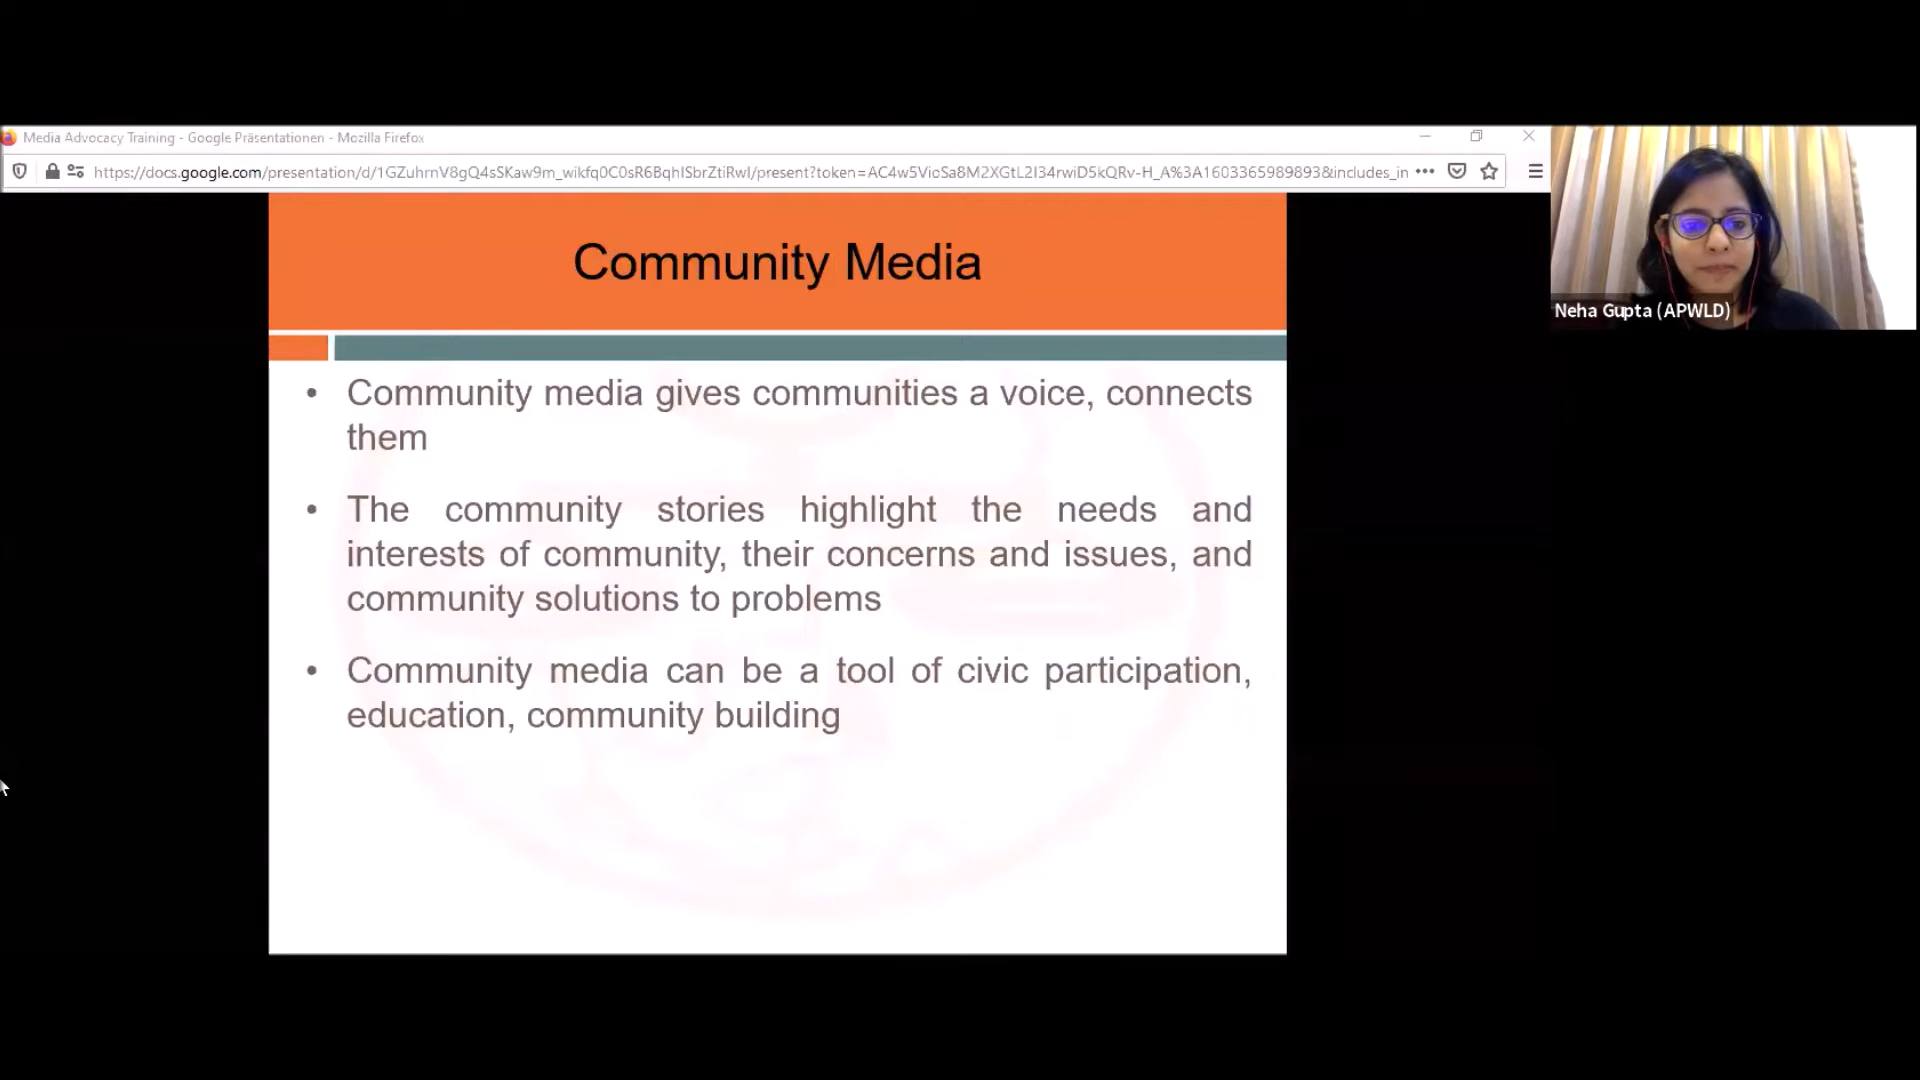 Media Advocacy Training - Google Präsentationen - Mozilla Firefox
https://docs.google.com/presentation/d/1GZuhrnV8gQ4sSKaw9m_wikfq0C0sR6BqhISbrZtiRwI/present?token=AC4w5VioSa8M2XGtL2I34rwiD5kQRv-H_A%3A1603365989893&includes_in
Neha Gupta (APWLD)
Community Media
• Community media gives communities a voice, connects
them
• The community stories highlight the needs and
interests of community, their concerns and issues, and
community solutions to problems
• Community media can be a tool of civic participation,
education, community building